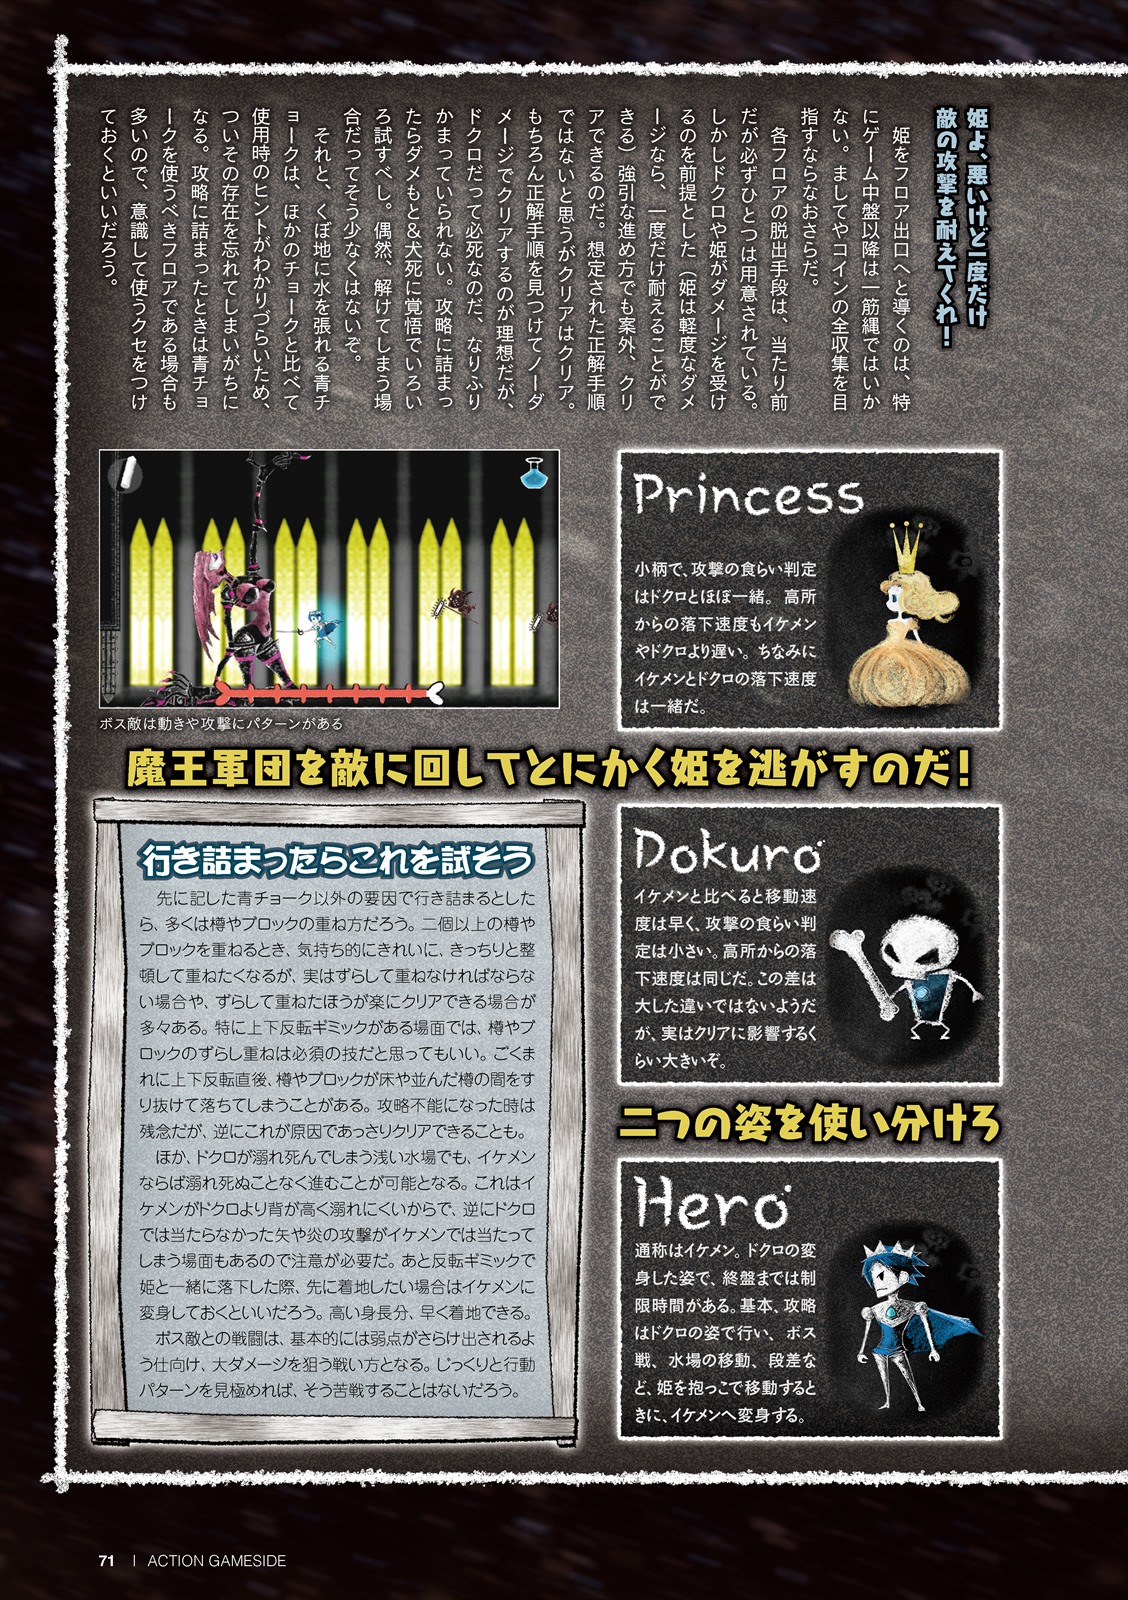 姫よ、悪いけど一度だけ
敵の攻撃を耐えてくれ！
姫をフロア出口へと導くのは、特
にゲーム中盤以降は一筋縄ではいか
ない。ましてやコインの全収集を目
指すならなおさらだ。
各フロアの脱出手段は、当たり前
だが必ずひとつは用意されている。
しかしドクロや姫がダメージを受け
るのを前提とした（姫は軽度なダメ
ージなら、一度だけ耐えることがで
きる）強引な進め方でも案外、クリ
アできるのだ。想定された正解手順
ではないと思うがクリアはクリア。
もちろん正解手順を見つけてノーダ
メージでクリアするのが理想だが、
ドクロだって必死なのだ、なりふり
かまっていられない。攻略に詰まっ
たらダメもと＆犬死に覚悟でいろい
ろ試すべし。偶然、解けてしまう場
合だってそう少なくはないぞ。
それと、くぼ地に水を張れる青チ
ョークは、ほかのチョークと比べて
使用時のヒントがわかりづらいため、
ついその存在を忘れてしまいがちに
なる。攻略に詰まったときは青チョ
ークを使うべきフロアである場合も
多いので、意識して使うクセをつけ
ておくといいだろう。
ボス敵は動きや攻撃にパターンがある
Princess
小柄で、攻撃の食らい判定
はドクロとほぼ一緒。高所
からの落下速度もイケメン
やドクロより遅い。ちなみに
イケメンとドクロの落下速度
は一緒だ。
魔王軍団を敵に回してとにかく姫を逃がすのだ！
Dokuro
イケメンと比べると移動速
度は早く、攻撃の食らい判
定は小さい。高所からの落
下速度は同じだ。この差は
大した違いではないようだ
が、実はクリアに影響するく
らい大きいぞ。
二つの姿を使い分けろ
Hero
通称はイケメン。ドクロの変
身した姿で、終盤までは制
限時間がある。基本、攻略
はドクロの姿で行い、ボス
戦、水場の移動、段差な
ど、姫を抱っこで移動すると
きに、イケメンへ変身する。
行き詰まったらこれを試そう
先に記した青チョーク以外の要因で行き詰まるとした
ら、多くは樽やブロックの重ね方だろう。二個以上の樽や
ブロックを重ねるとき、気持ち的にきれいに、きっちりと整
頓して重ねたくなるが、実はずらして重ねなければならな
い場合や、ずらして重ねたほうが楽にクリアできる場合が
多々ある。特に上下反転ギミックがある場面では、樽やブ
ロックのずらし重ねは必須の技だと思ってもいい。ごくま
れに上下反転直後、樽やブロックが床や並んだ樽の間をす
り抜けて落ちてしまうことがある。攻略不能になった時は
残念だが、逆にこれが原因であっさりクリアできることも。
ほか、ドクロが溺れ死んでしまう浅い水場でも、イケメン
ならば溺れ死ぬことなく進むことが可能となる。これはイ
ケメンがドクロより背が高く溺れにくいからで、逆にドクロ
では当たらなかった矢や炎の攻撃がイケメンでは当たって
しまう場面もあるので注意が必要だ。あと反転ギミックで
姫と一緒に落下した際、先に着地したい場合はイケメンに
変身しておくといいだろう。高い身長分、早く着地できる。
ボス敵との戦闘は、基本的には弱点がさらけ出されるよ
う仕向け、大ダメージを狙う戦い方となる。じっくりと行動
パターンを見極めれば、そう苦戦することはないだろう。
71 | ACTION GAMESIDE